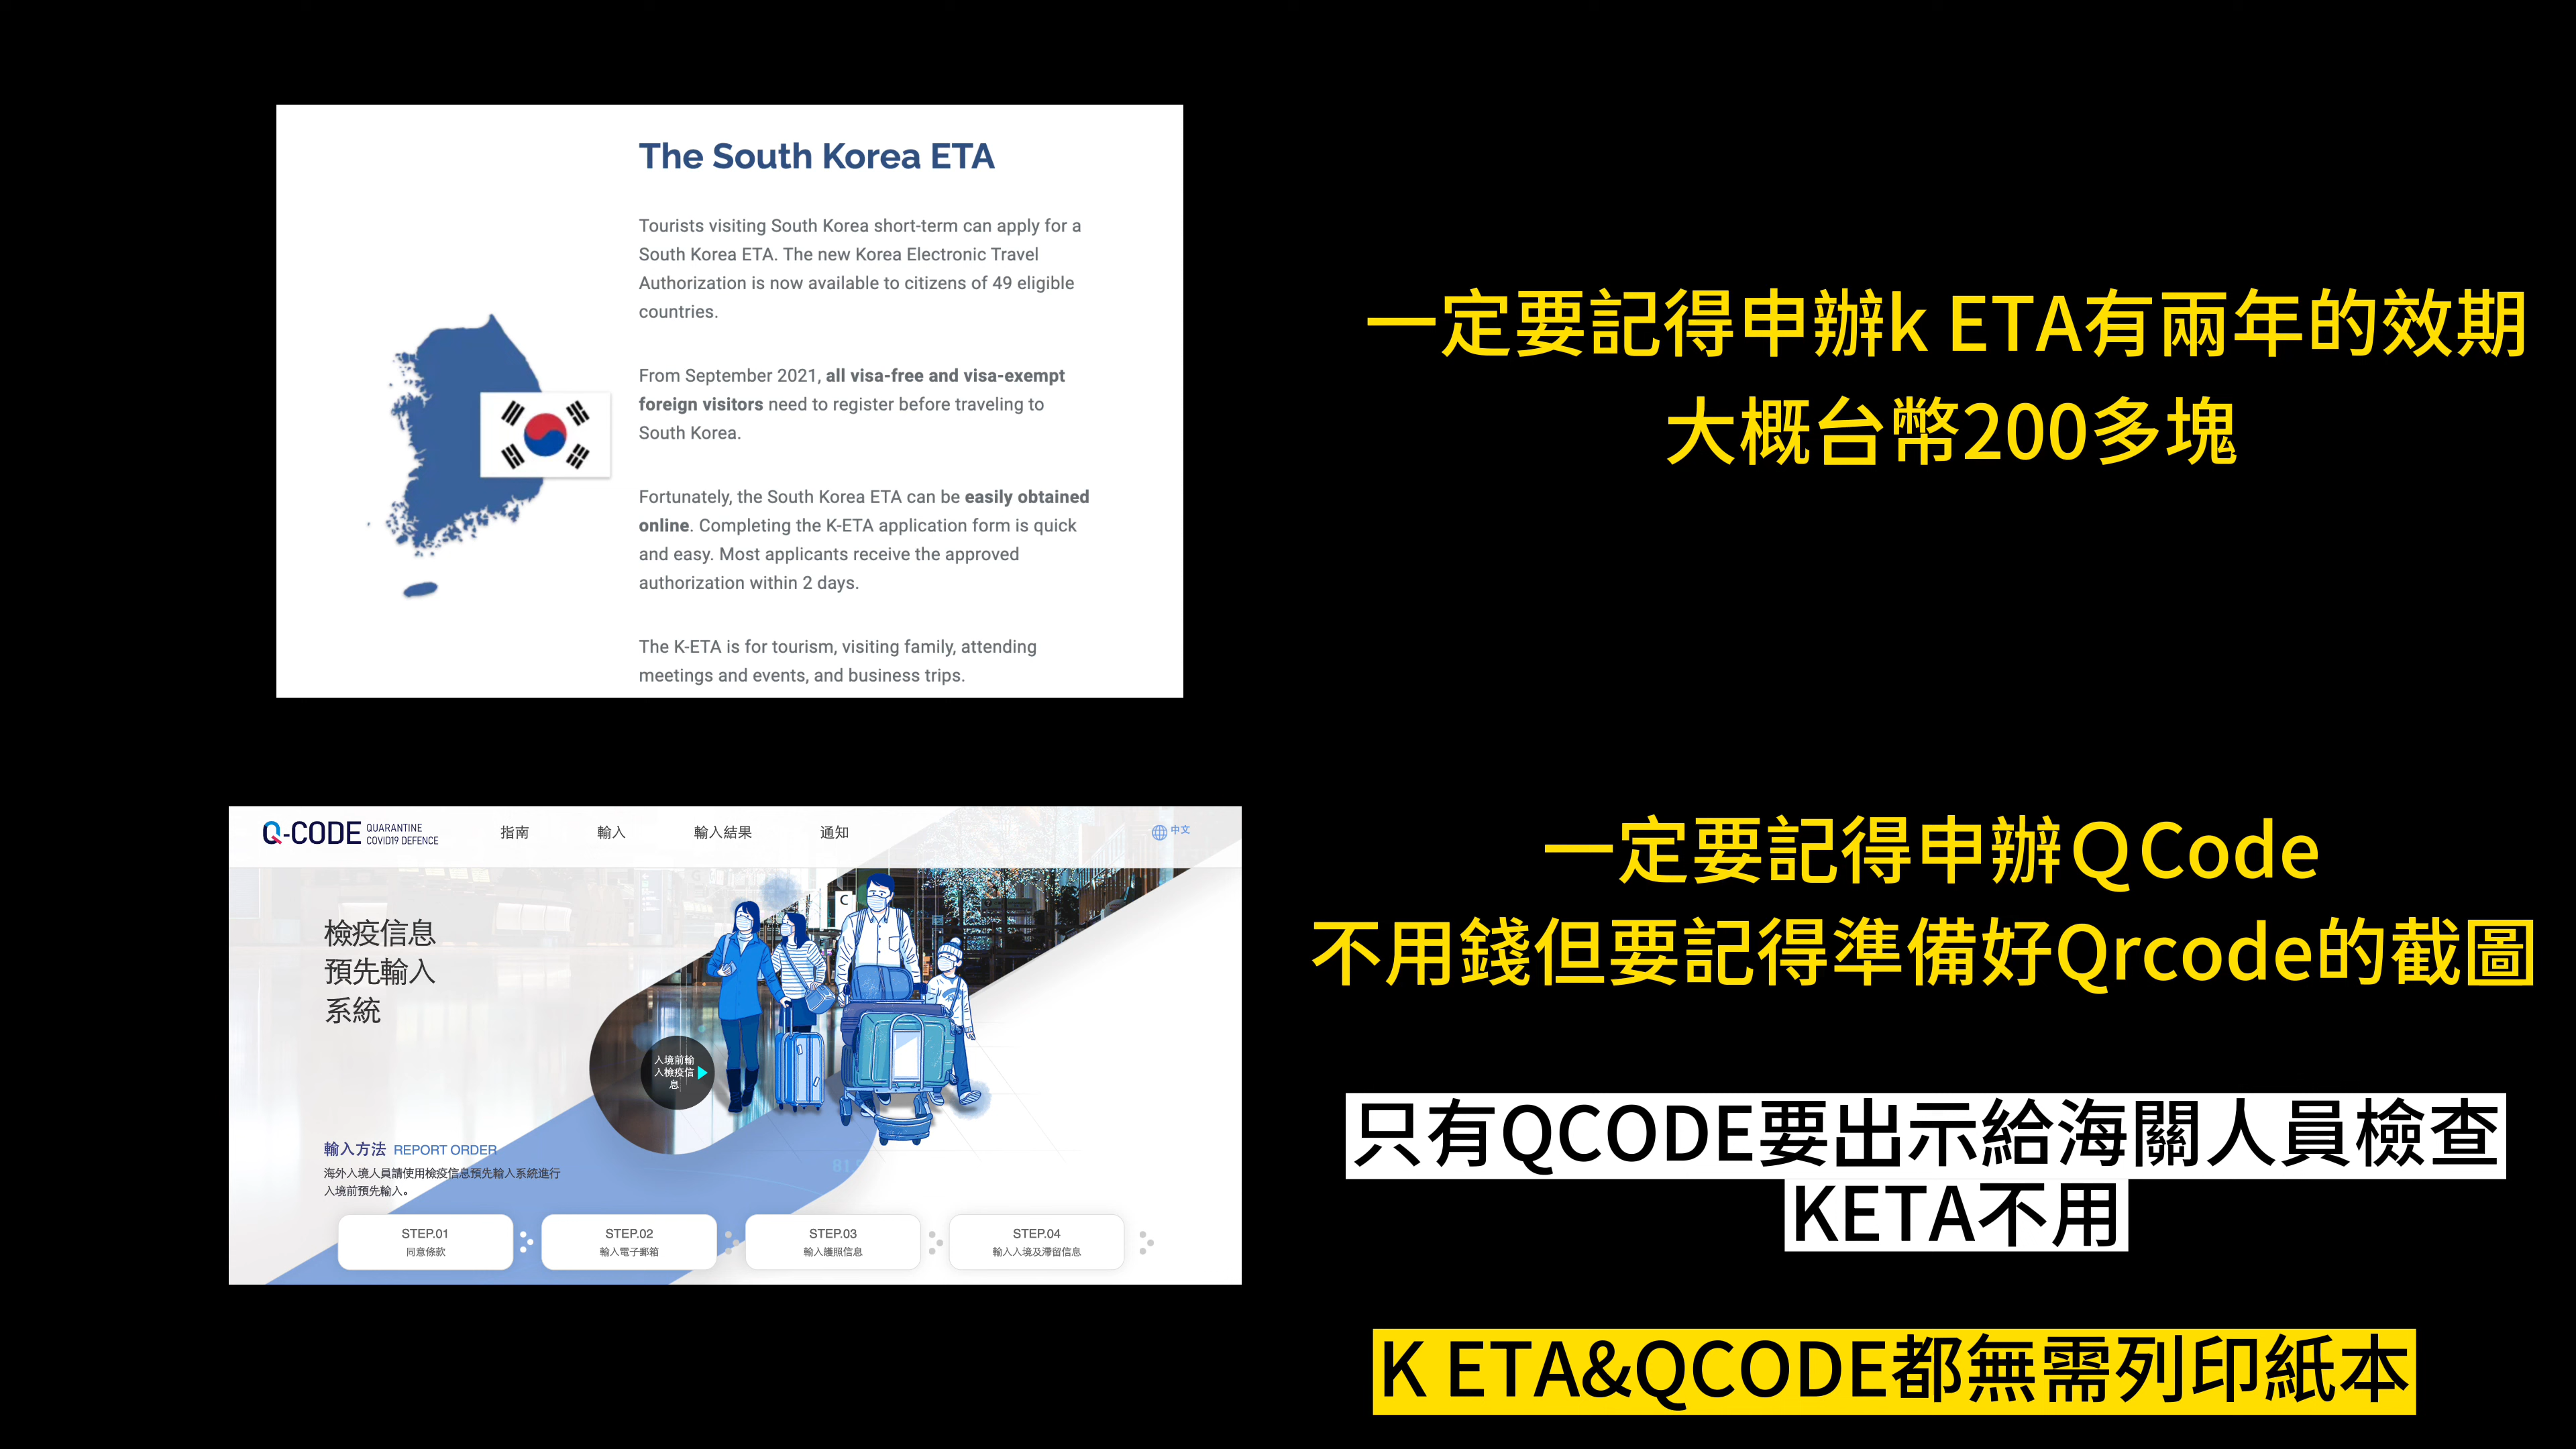 The South Korea ETA
Tourists visiting South Korea short-term can apply for a
South Korea ETA. The new Korea Electronic Travel
Authorization is now available to citizens of 49 eligible
countries.
From September 2021, all visa-free and visa-exempt
foreign visitors need to register before traveling to
South Korea.
Fortunately, the South Korea ETA can be easily obtained
online. Completing the K-ETA application form is quick
and easy. Most applicants receive the approved
authorization within 2 days.
The K-ETA is for tourism, visiting family, attending
meetings and events, and business trips.
一定要記得申辦k ETA有兩年的效期
大概台幣200多塊
Q-CODE QUARANTINE
COVID19 DEFENCE
指南
輸入
輸入結果
通知
中文
檢疫信息
預先輸入
系統
C
入境前輸
入檢疫信
息
輸入方法 REPORT ORDER
海外入境人員請使用檢疫信息預先輸入系統進行
入境前預先輸入。
STEP.01
同意條款
STEP.02
輸入電子郵箱
STEP.03
輸入護照信息
STEP.04
輸入入境及滯留信息
一定要記得申辦ＱCode
不用錢但要記得準備好Qrcode的截圖
只有QCODE要出示給海關人員檢查
KETA不用
K ETA&QCODE都無需列印紙本